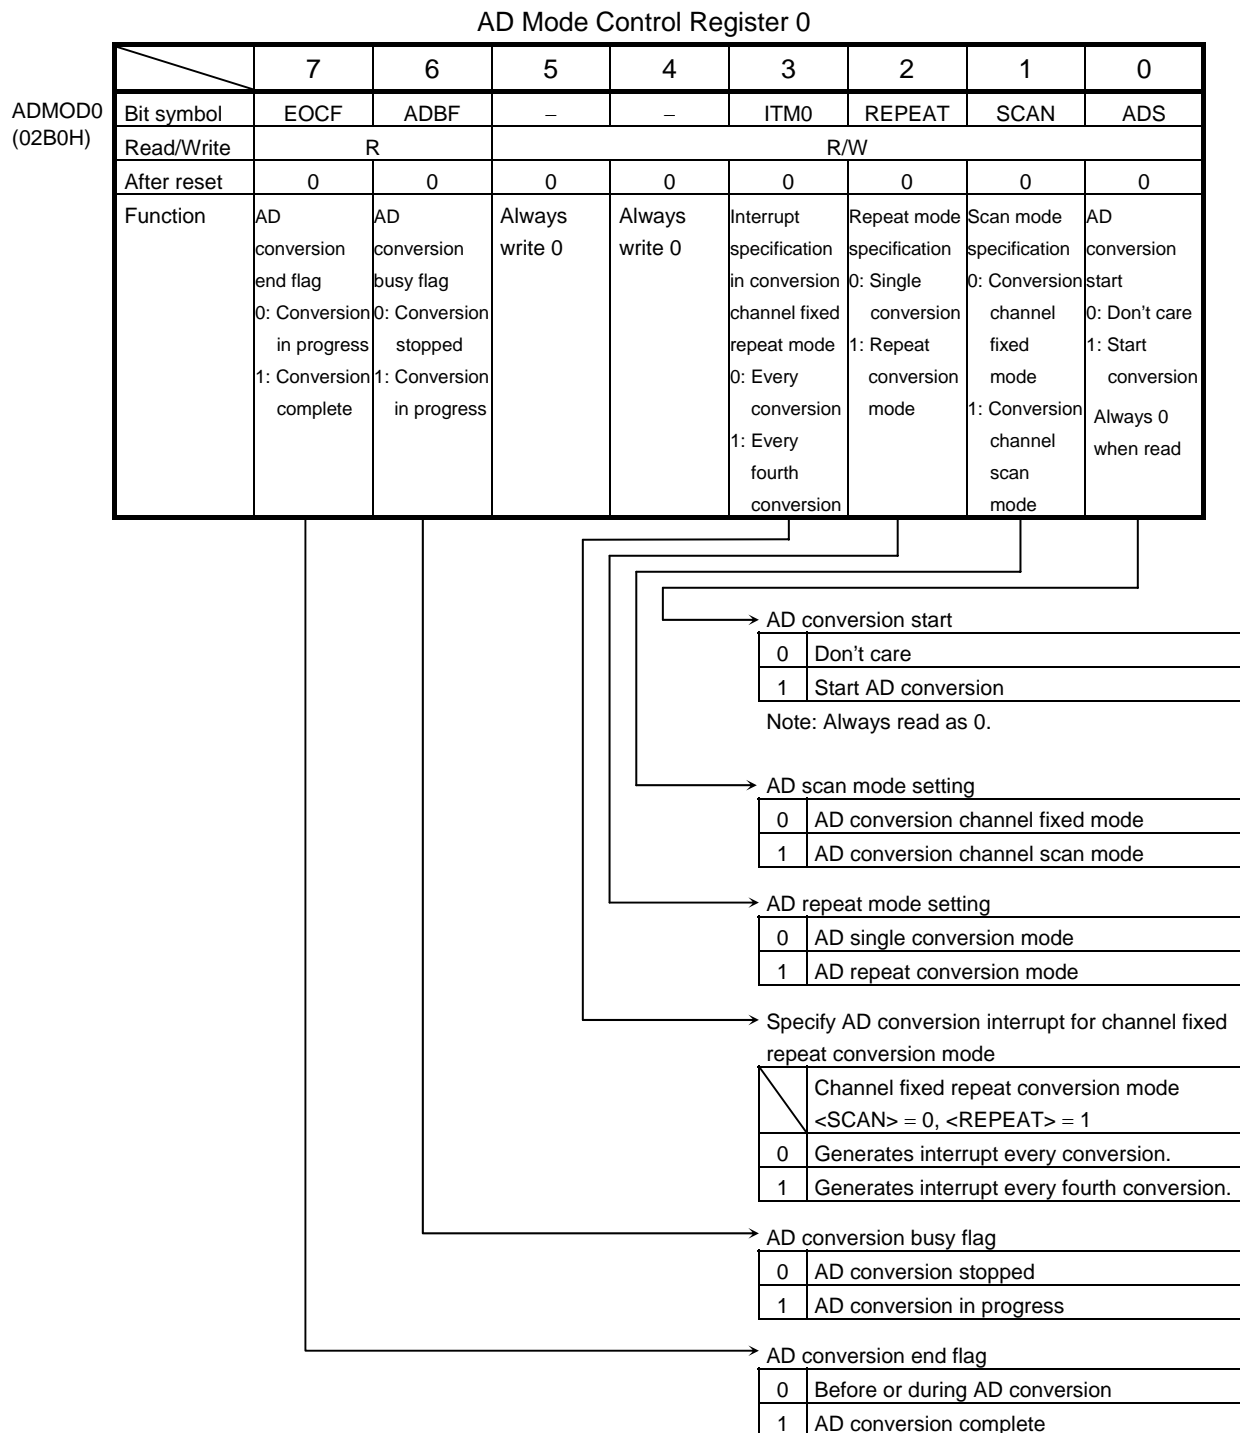 AD Mode Control Register 0
7 6 5 4 3 2 1 0
ADMOD0
(02B0H)
Bit symbol EOCF ADBF − − ITM0 REPEAT SCAN ADS
Read/Write R R/W
After reset 0 0 0 0 0 0 0 0
Function
AD
conversion
end flag
0: Conversion
in progress
1: Conversion
complete
AD
conversion
busy flag
0: Conversion
stopped
1: Conversion
in progress
Always
write 0
Always
write 0
Interrupt
specification
in conversion
channel fixed
repeat mode
0: Every
conversion
1: Every
fourth
conversion
Repeat mode
specification
0: Single
conversion
1: Repeat
conversion
mode
Scan mode
specification
0: Conversion
channel
fixed
mode
1: Conversion
channel
scan
mode
AD
conversion
start
0: Don't care
1: Start
conversion
Always 0
when read
AD conversion start
0 Don't care
1 Start AD conversion
Note: Always read as 0.
AD scan mode setting
0 AD conversion channel fixed mode
1 AD conversion channel scan mode
AD repeat mode setting
0 AD single conversion mode
1 AD repeat conversion mode
Specify AD conversion interrupt for channel fixed
repeat conversion mode
Channel fixed repeat conversion mode
<SCAN> = 0, <REPEAT> = 1
0 Generates interrupt every conversion.
1 Generates interrupt every fourth conversion.
AD conversion busy flag
0 AD conversion stopped
1 AD conversion in progress
AD conversion end flag
0 Before or during AD conversion
1 AD conversion complete